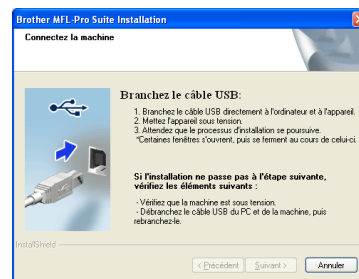 Brother MFL-Pro Suite Installation
Connectez la machine
Branchez le câble USB:
1. Branchez le câble USB directement à l'ordinateur et à l'appareil.
2. Mettez l'appareil sous tension.
3. Attendez que le processus d'installation se poursuive.
*Certaines fenêtres s'ouvrent, puis se ferment au cours de celui-ci.
Si l'installation ne passe pas à l'étape suivante,
vérifiez les éléments suivants :
- Vérifiez que la machine est sous tension.
- Débranchez le câble USB du PC et de la machine, puis
rebranchez-le.
InstallShield
< Précédent Suivant > Annuler